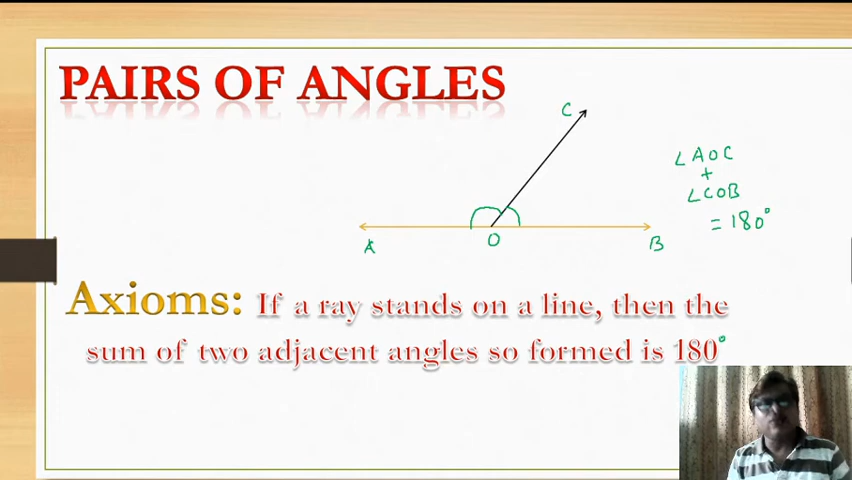 PAIRS OF ANGLES
C
∠AOC
+
∠COB
= 180°
A
O
B
Axioms: If a ray stands on a line, then the
sum of two adjacent angles so formed is 180°